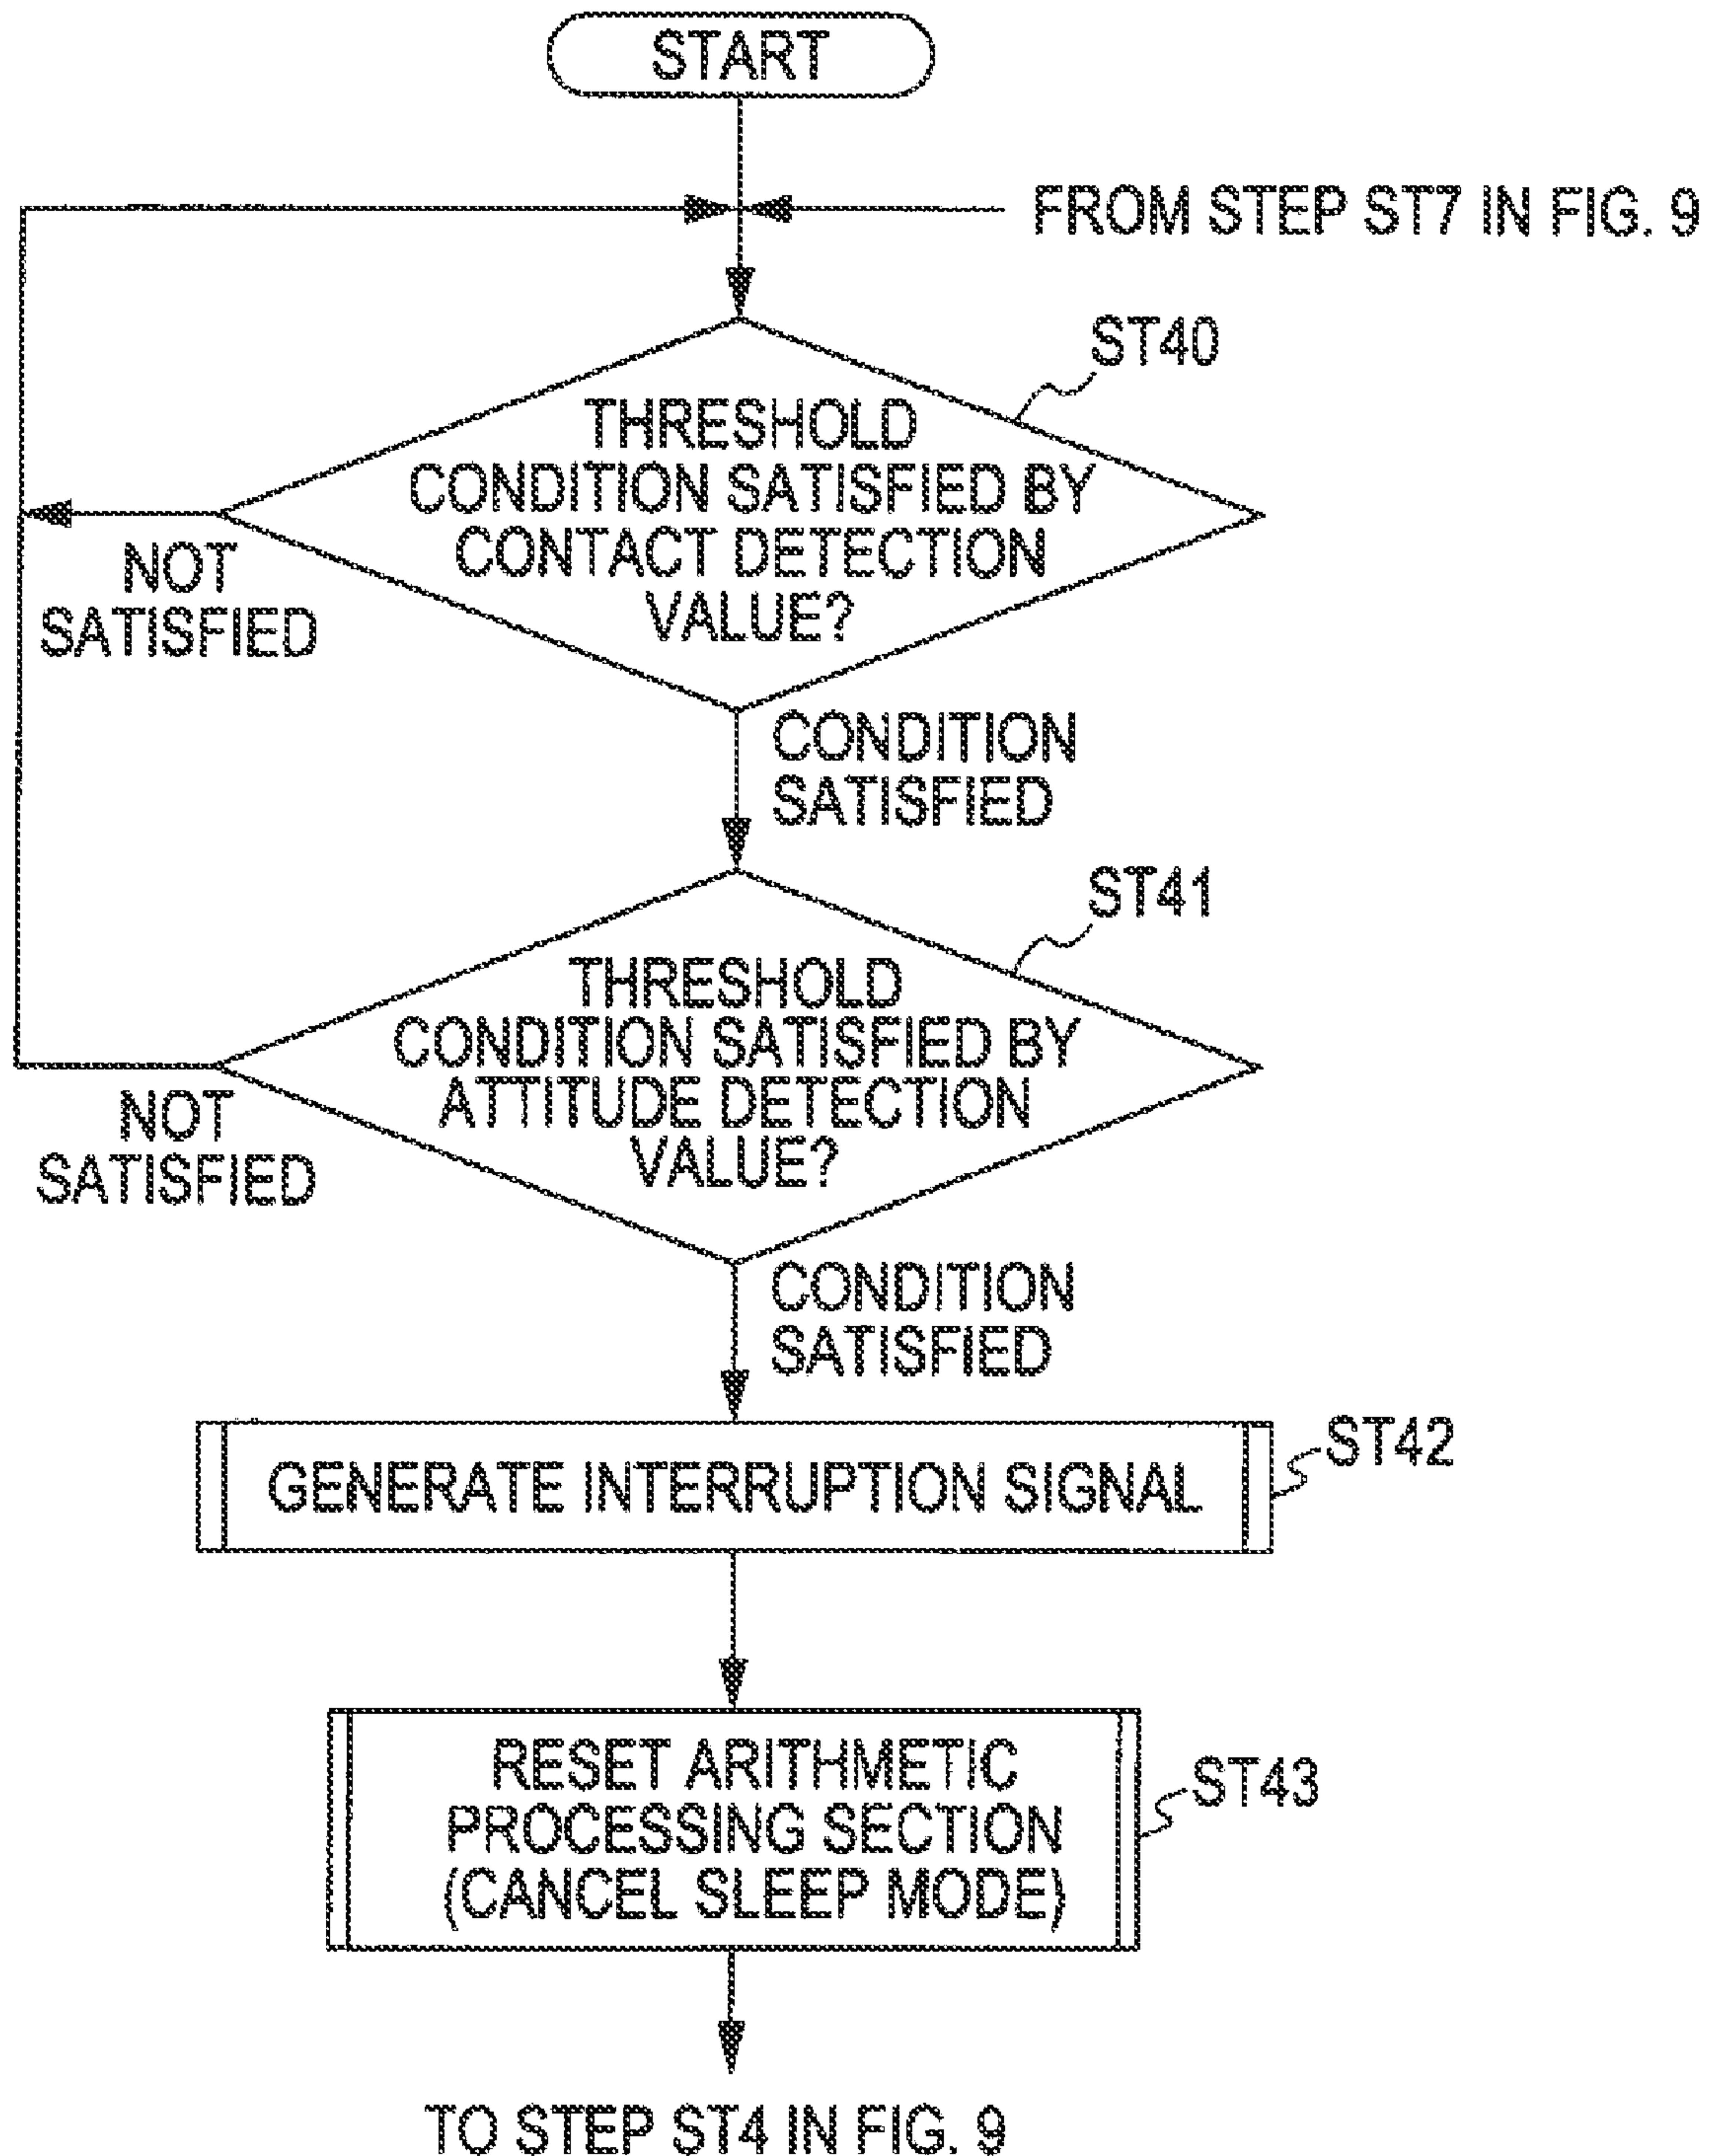 START
FROM STEP ST7 IN FIG. 9
ST40
THRESHOLD
CONDITION SATISFIED BY
CONTACT DETECTION
VALUE?
NOT
SATISFIED
CONDITION
SATISFIED
ST41
THRESHOLD
CONDITION SATISFIED BY
ATTITUDE DETECTION
VALUE?
NOT
SATISFIED
CONDITION
SATISFIED
GENERATE INTERRUPTION SIGNAL
ST42
RESET ARITHMETIC
PROCESSING SECTION
(CANCEL SLEEP MODE)
ST43
TO STEP ST4 IN FIG. 9